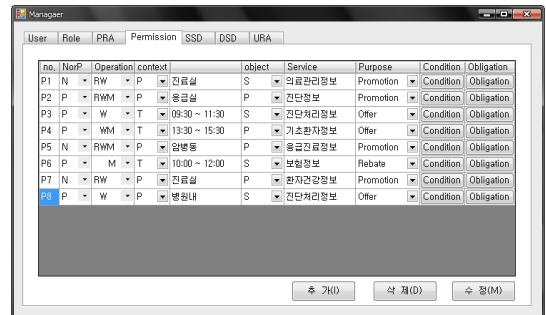 Managaer
User Role PRA Permission SSD DSD URA
no, NorP Operation context object Service Purpose Condition Obligation
P1 N RW P 진료실 S 의료관리정보 Promotion Condition Obligation
P2 P RWM P 응급실 P 진단정보 Promotion Condition Obligation
P3 P W T 09:30 ~ 11:30 S 진단처리정보 Offer Condition Obligation
P4 P WM T 13:30 ~ 15:30 P 기초환자정보 Offer Condition Obligation
P5 N RWM P 암병동 P 응급진료정보 Promotion Condition Obligation
P6 P M T 10:00 ~ 12:00 S 보험정보 Rebate Condition Obligation
P7 N RW P 진료실 P 환자건강정보 Promotion Condition Obligation
P8 P W P 병원내 S 진단처리정보 Offer Condition Obligation
추 가(I) 삭 제(D) 수 정(M)